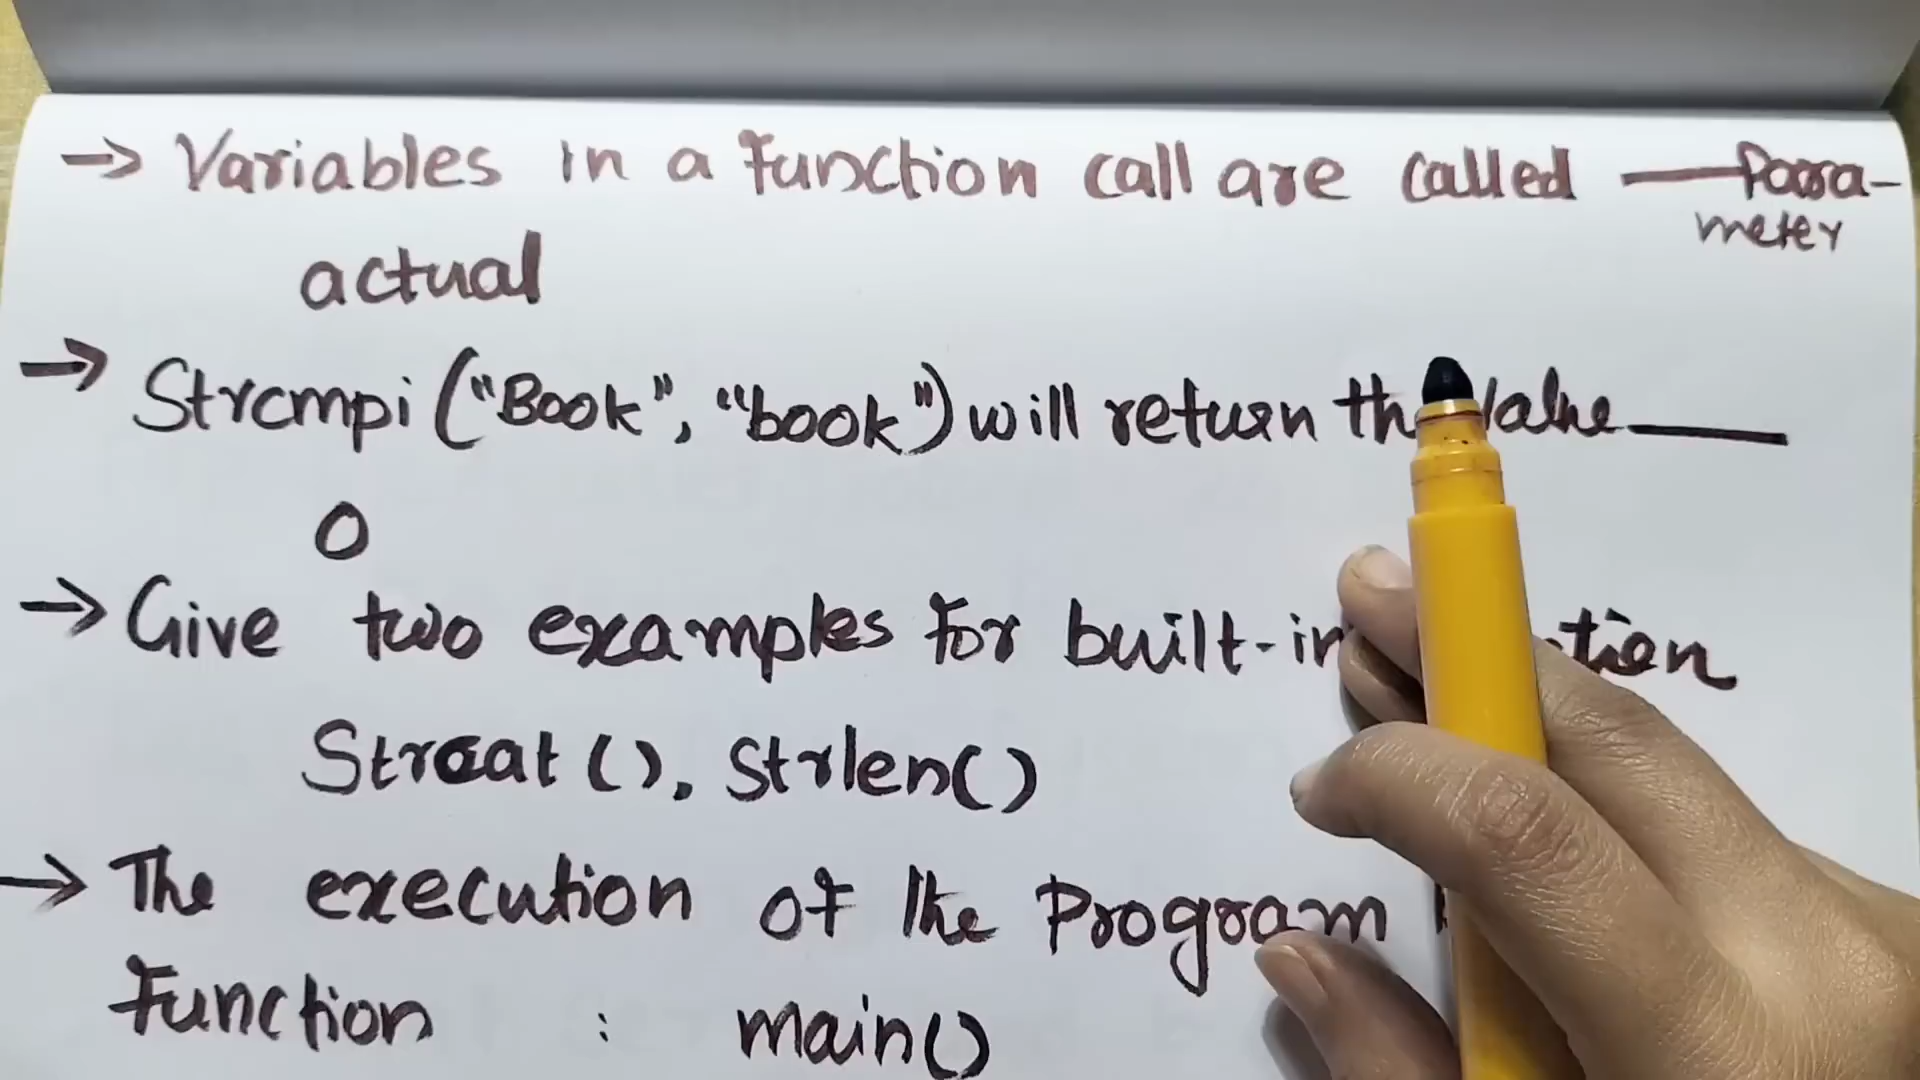 → Variables in a function call are called — Para-
meter
actual
→ Strcmpi ("Book", "book") will return the value —
0
→ Give two examples for built-in
Strcat (), Strlen()
→ The execution of the Program
Function : main()